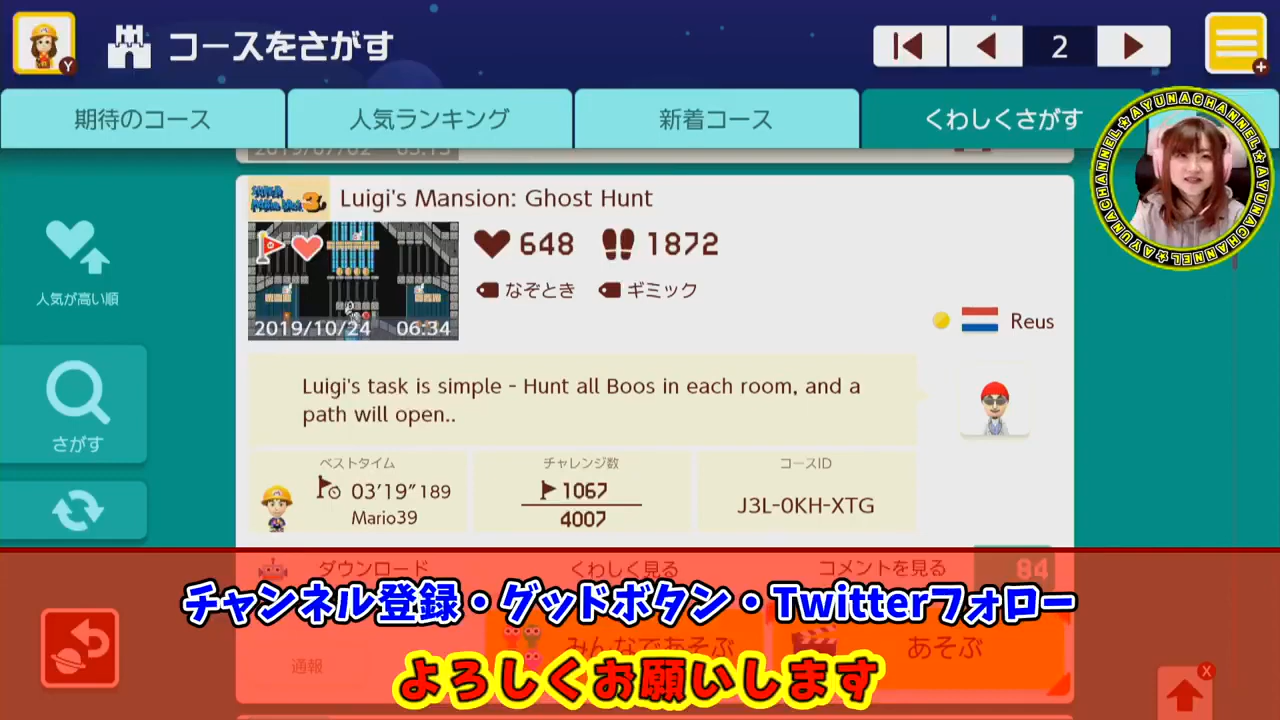 Y
コースをさがす
2
+
期待のコース
人気ランキング
新着コース
くわしくさがす
AYUNACHANNEL★AYUNACHANNEL★AYUNACHANNEL★AYUNACHANNEL★
人気が高い順
さがす
SUPER MARIO BROS. 3
Luigi's Mansion: Ghost Hunt
648
1872
なぞとき
ギミック
2019/10/24 06:34
Reus
Luigi's task is simple - Hunt all Boos in each room, and a
path will open..
ベストタイム
03'19"189
Mario39
チャレンジ数
1067
4007
コースID
J3L-0KH-XTG
ダウンロード
くわしく見る
コメントを見る
84
チャンネル登録・グッドボタン・Twitterフォロー
みんなであそぶ
あそぶ
通報
よろしくお願いします
X